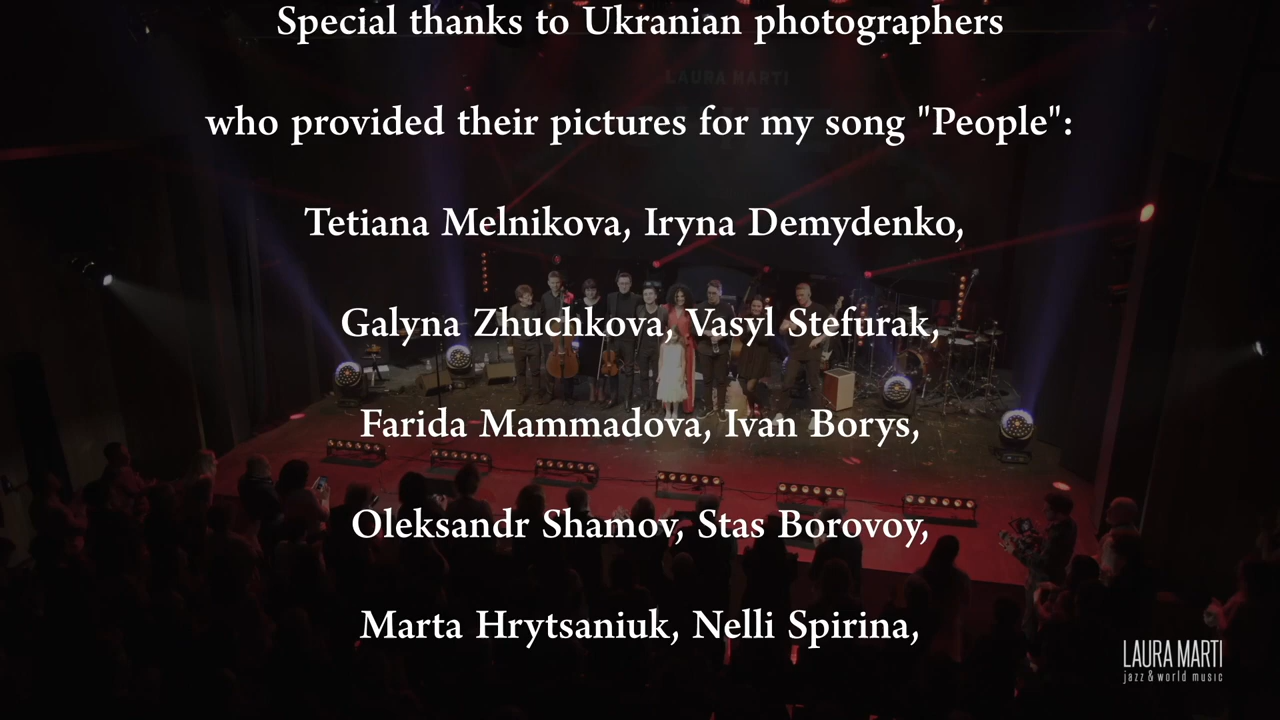 Special thanks to Ukranian photographers
LAURA MARTI
who provided their pictures for my song "People":
Tetiana Melnikova, Iryna Demydenko,
Galyna Zhuchkova, Vasyl Stefurak,
Farida Mammadova, Ivan Borys,
Oleksandr Shamov, Stas Borovoy,
Marta Hrytsaniuk, Nelli Spirina,
LAURA MARTI
jazz & world music